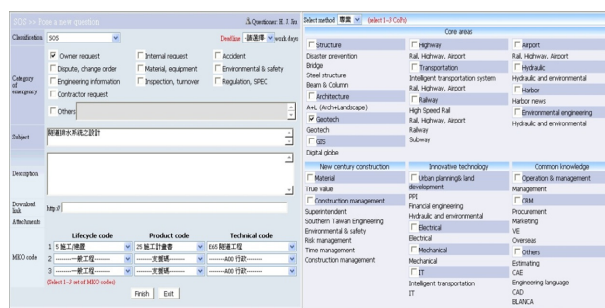 SOS >> Pose a new question
Questioner: H. J. Jiu
Classification SOS Deadline -請選擇- work days
Category of emergency
Owner request Internal request Accident
Dispute, change order Material, equipment Environmental & safety
Engineering information Inspection, turnover Regulation, SPEC
Contractor request
Others
Subject 隧道排水系統之設計
Description
Download link http://
Attachments
MKO code
Lifecycle code Product code Technical code
1 5 施工/總覽 25 施工計畫書 E65 隧道工程
2 --------一般工程-------- --------支援碼-------- --------A00 行政--------
3 --------一般工程-------- --------支援碼-------- --------A00 行政--------
(Select 1~3 set of MKO codes)
Finish Exit
Select method 專業 (select 1~3 CoPs)
Core areas
Structure
Disaster prevention
Bridge
Steel structure
Beam & Column
Architecture
A+L (Arch+Landscape)
Geotech
Geotech
GIS
Digital globe
Highway
Rail, Highway, Airport
Transportation
Intelligent transportation system
Rail, Highway, Airport
Railway
High Speed Rail
Rail, Highway, Airport
Railway
Subway
Airport
Rail, Highway, Airport
Hydraulic
Hydraulic and environmental
Harbor
Harbor news
Environmental engineering
Hydraulic and environmental
New century construction
Material
True value
Construction management
Superintendent
Southern Taiwan Engineering
Environmental & safety
Risk management
Time management
Construction management
Innovative technology
Urban planning& land
development
PPI
Financial engineering
Hydraulic and environmental
Electrical
Electrical
Mechanical
Mechanical
IT
Intelligent transportation
IT
Common knowledge
Operation & management
Management
CRM
Procurement
Marketing
VE
Overseas
Others
Estimating
CAE
Engineering language
CAD
BLANCA